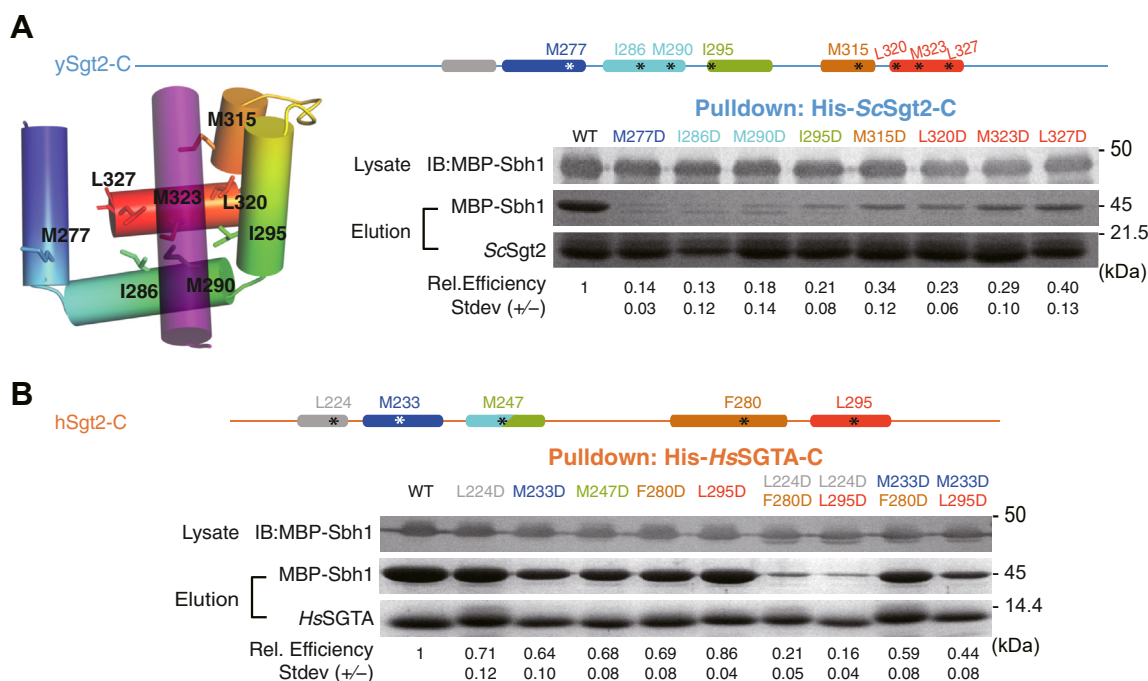 A
ySgt2-C
M277 I286 M290 I295 M315 L320 M323 L327
* * * * * * * *
M315
L327 M323 L320
M277 I295
I286 M290
Pulldown: His-ScSgt2-C
WT M277D I286D M290D I295D M315D L320D M323D L327D
Lysate IB:MBP-Sbh1 - 50
Elution MBP-Sbh1 - 45
ScSgt2 - 21.5
(kDa)
Rel.Efficiency 1 0.14 0.13 0.18 0.21 0.34 0.23 0.29 0.40
Stdev (+/–) 0.03 0.12 0.14 0.08 0.12 0.06 0.10 0.13
B
hSgt2-C
L224 M233 M247 F280 L295
* * * * *
Pulldown: His-HsSGTA-C
WT L224D M233D M247D F280D L295D L224D F280D L224D L295D M233D F280D M233D L295D
Lysate IB:MBP-Sbh1 - 50
Elution MBP-Sbh1 - 45
HsSGTA - 14.4
(kDa)
Rel. Efficiency 1 0.71 0.64 0.68 0.69 0.86 0.21 0.16 0.59 0.44
Stdev (+/–) 0.12 0.10 0.08 0.08 0.04 0.05 0.04 0.08 0.08